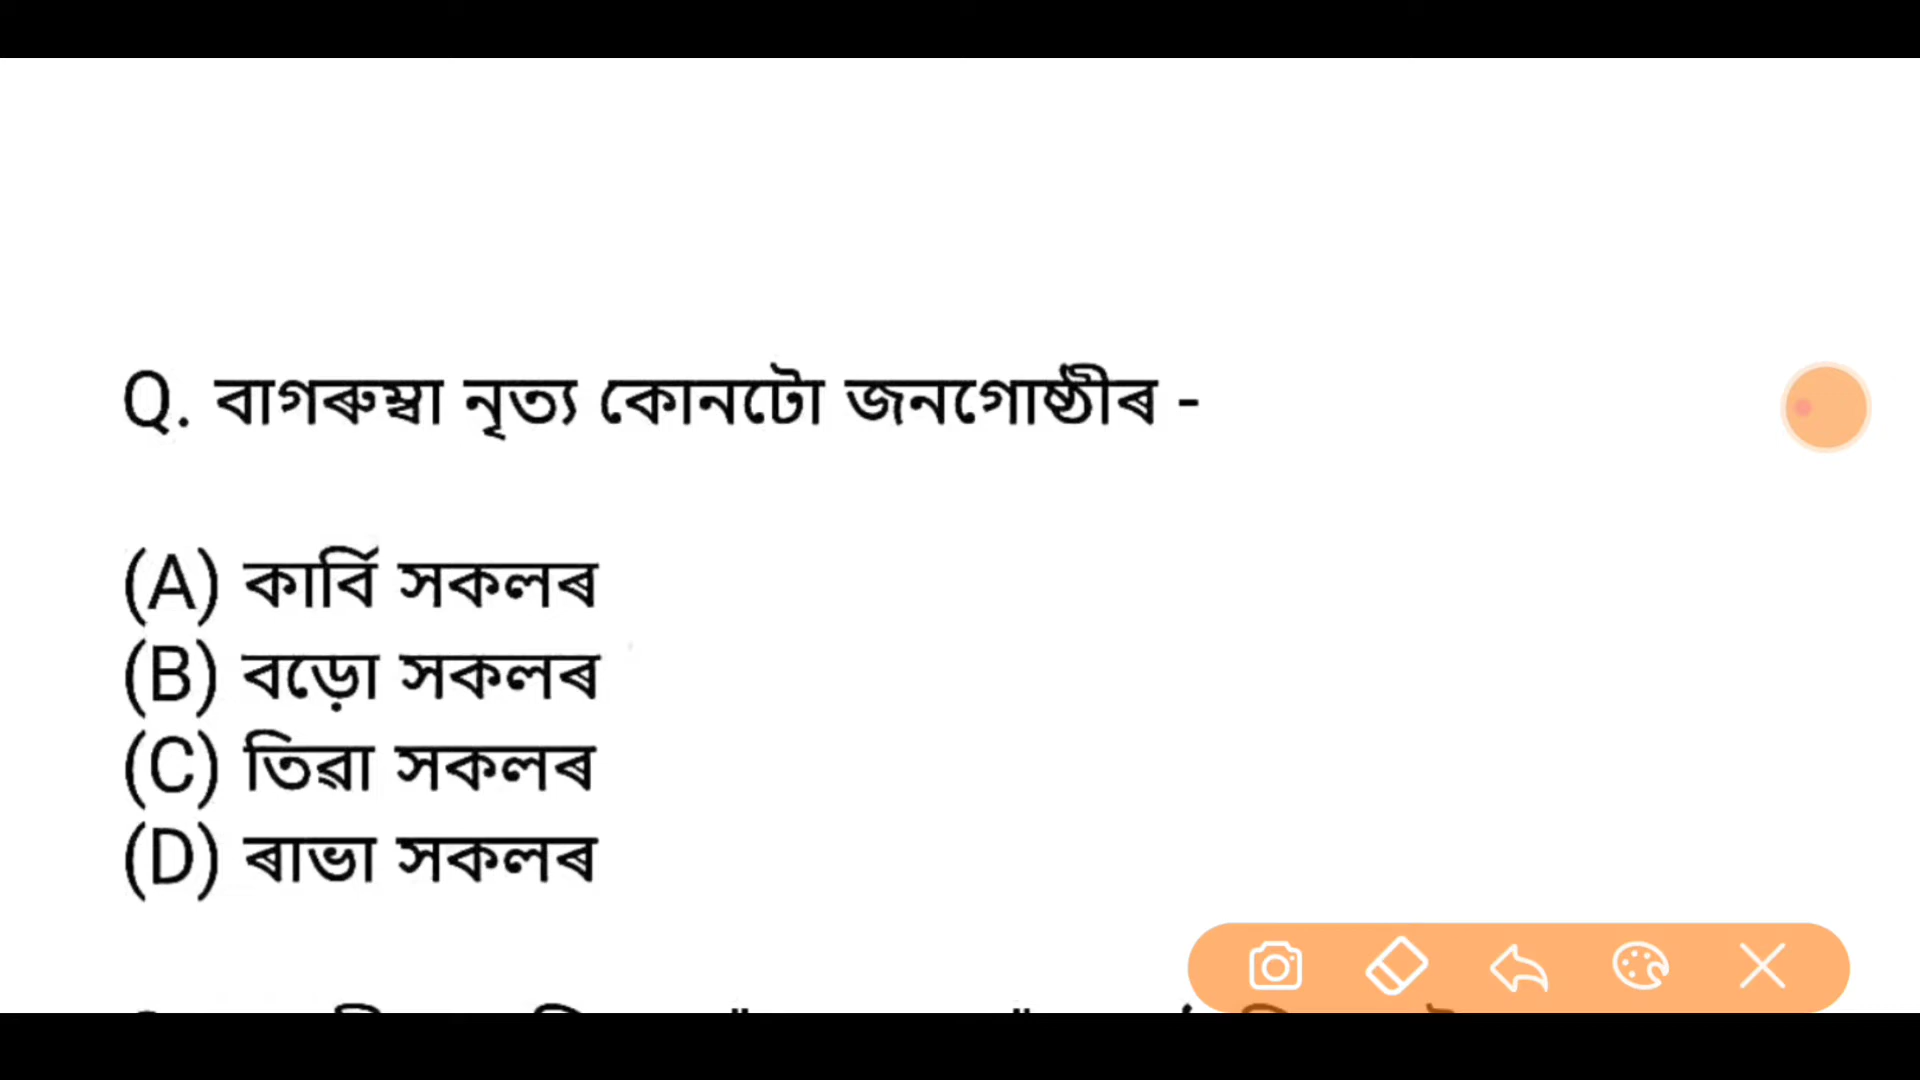 Q. বাগৰুম্বা নৃত্য কোনটো জনগোষ্ঠীৰ -
(A) কাৰ্বি সকলৰ
(B) বড়ো সকলৰ
(C) তিৱা সকলৰ
(D) ৰাভা সকলৰ